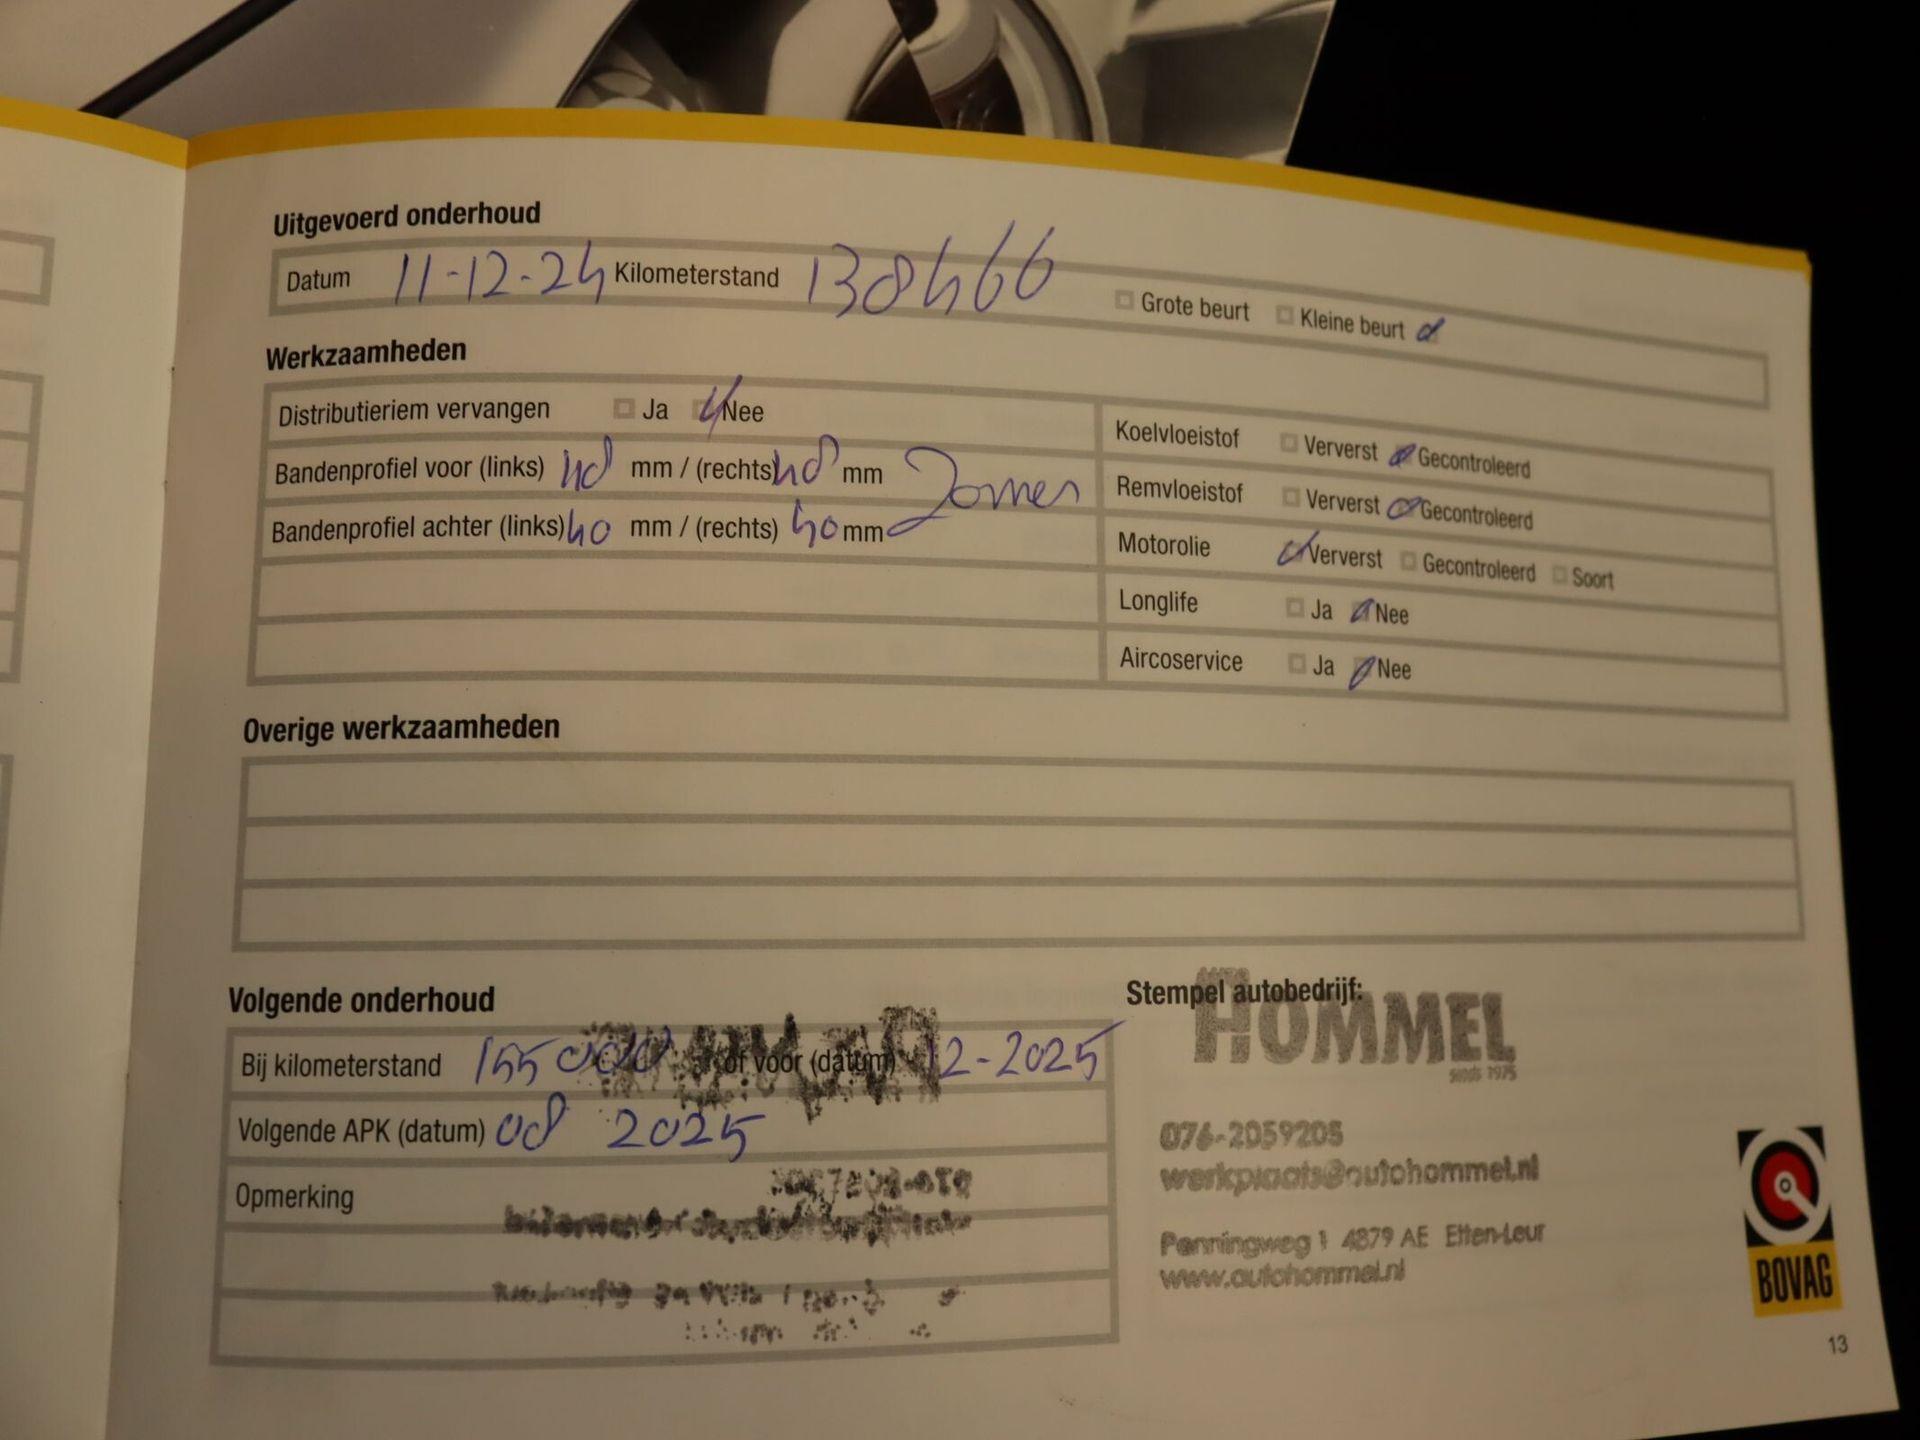 Uitgevoerd onderhoud
Datum 11-12-24 Kilometerstand 138466 Grote beurt Kleine beurt
Werkzaamheden
Distributieriem vervangen Ja Nee
Bandenprofiel voor (links) 48 mm / (rechts) 48 mm Zomer
Bandenprofiel achter (links) 40 mm / (rechts) 40 mm
Koelvloeistof Ververst Gecontroleerd
Remvloeistof Ververst Gecontroleerd
Motorolie Ververst Gecontroleerd Soort
Longlife Ja Nee
Aircoservice Ja Nee
Overige werkzaamheden
Volgende onderhoud
Bij kilometerstand 155000 of voor (datum) 12-2025
Volgende APK (datum) 08 2025
Opmerking
Stempel autobedrijf:
HOMMEL
sinds 1975
076-2059205
werkplaats@autohommel.nl
Penningweg 1 4879 AE Etten-Leur
www.autohommel.nl
BOVAG
13